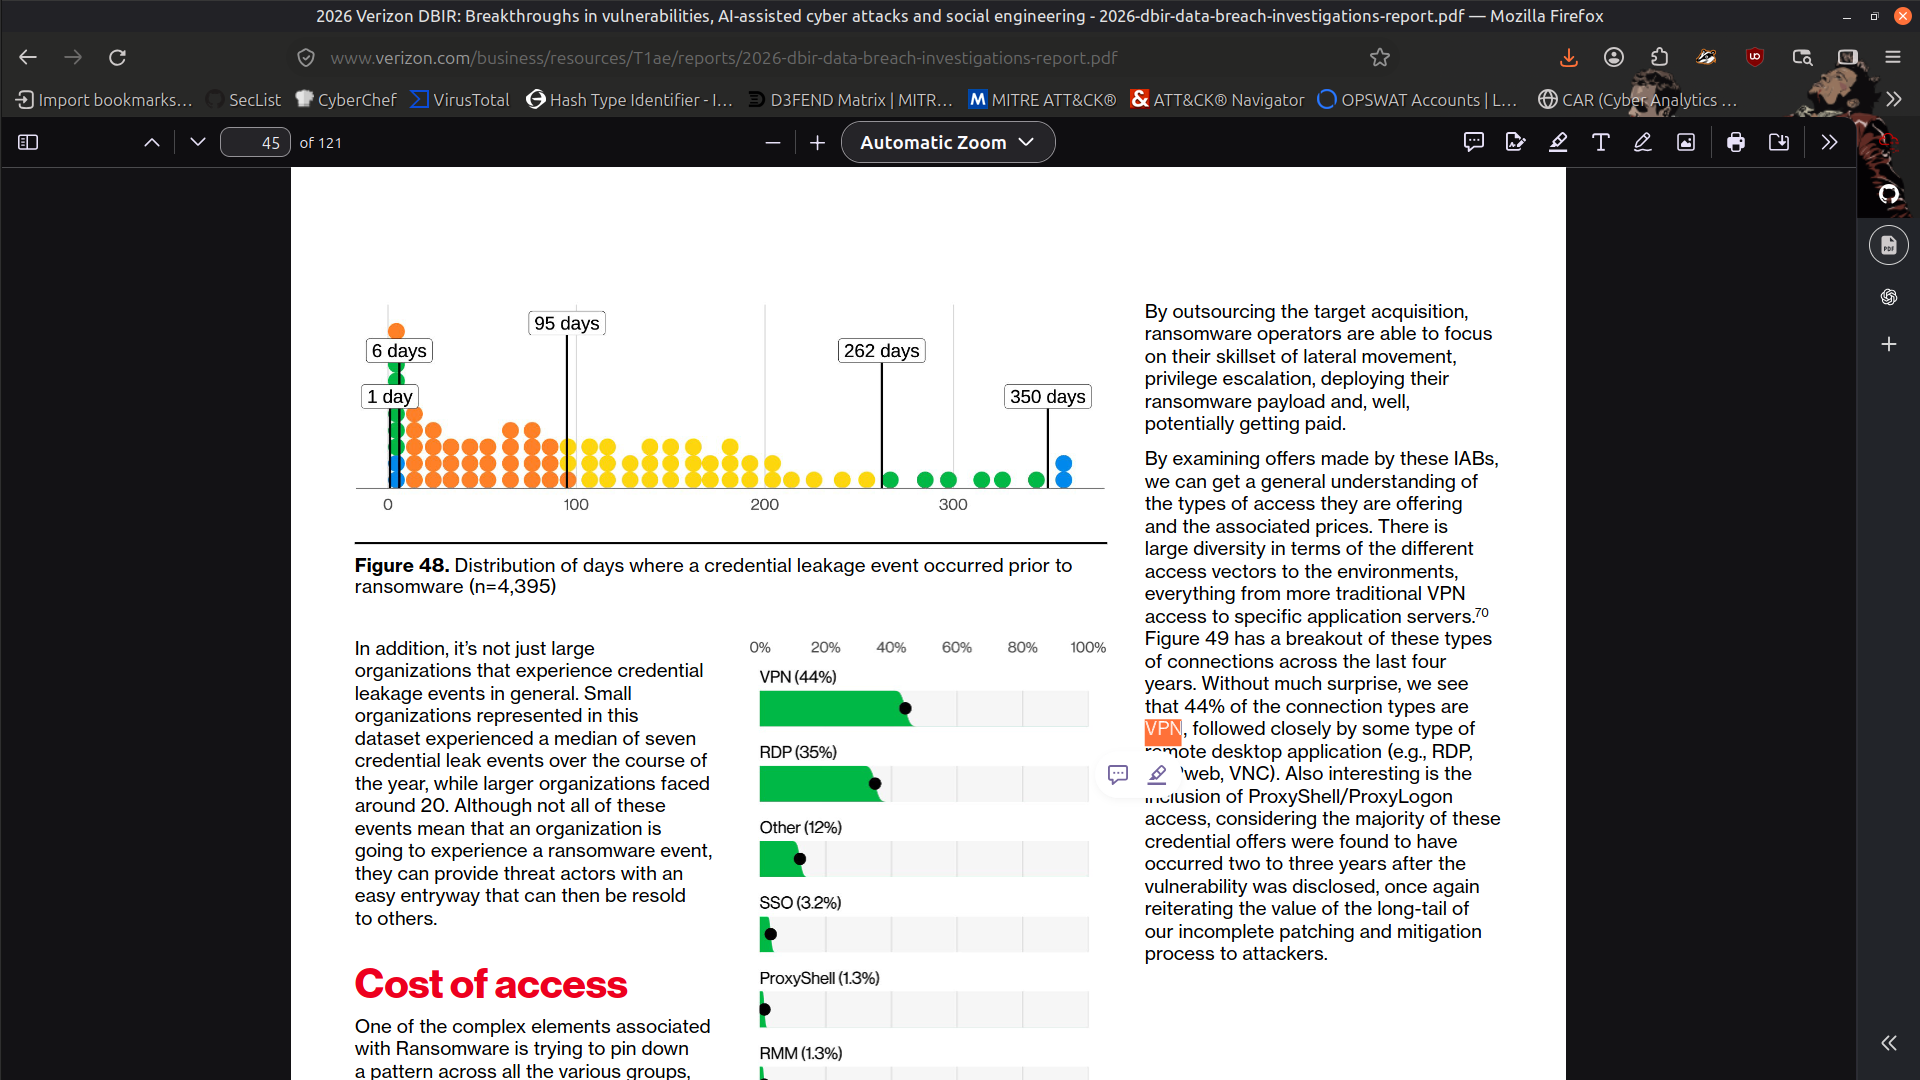 2026 Verizon DBIR: Breakthroughs in vulnerabilities, AI-assisted cyber attacks and social engineering - 2026-dbir-data-breach-investigations-report.pdf — Mozilla Firefox
www.verizon.com/business/resources/T1ae/reports/2026-dbir-data-breach-investigations-report.pdf
Import bookmarks... SecList CyberChef VirusTotal Hash Type Identifier - I... D3FEND Matrix | MITR... MITRE ATT&CK® ATT&CK® Navigator OPSWAT Accounts | L... CAR (Cyber Analytics ...
45 of 121 Automatic Zoom
95 days
6 days
262 days
1 day
350 days
0 100 200 300
Figure 48. Distribution of days where a credential leakage event occurred prior to
ransomware (n=4,395)
In addition, it's not just large
organizations that experience credential
leakage events in general. Small
organizations represented in this
dataset experienced a median of seven
credential leak events over the course of
the year, while larger organizations faced
around 20. Although not all of these
events mean that an organization is
going to experience a ransomware event,
they can provide threat actors with an
easy entryway that can then be resold
to others.
Cost of access
One of the complex elements associated
with Ransomware is trying to pin down
a pattern across all the various groups,
0% 20% 40% 60% 80% 100%
VPN (44%)
RDP (35%)
Other (12%)
SSO (3.2%)
ProxyShell (1.3%)
RMM (1.3%)
By outsourcing the target acquisition,
ransomware operators are able to focus
on their skillset of lateral movement,
privilege escalation, deploying their
ransomware payload and, well,
potentially getting paid.
By examining offers made by these IABs,
we can get a general understanding of
the types of access they are offering
and the associated prices. There is
large diversity in terms of the different
access vectors to the environments,
everything from more traditional VPN
access to specific application servers.70
Figure 49 has a breakout of these types
of connections across the last four
years. Without much surprise, we see
that 44% of the connection types are
VPN, followed closely by some type of
remote desktop application (e.g., RDP,
web, VNC). Also interesting is the
inclusion of ProxyShell/ProxyLogon
access, considering the majority of these
credential offers were found to have
occurred two to three years after the
vulnerability was disclosed, once again
reiterating the value of the long-tail of
our incomplete patching and mitigation
process to attackers.